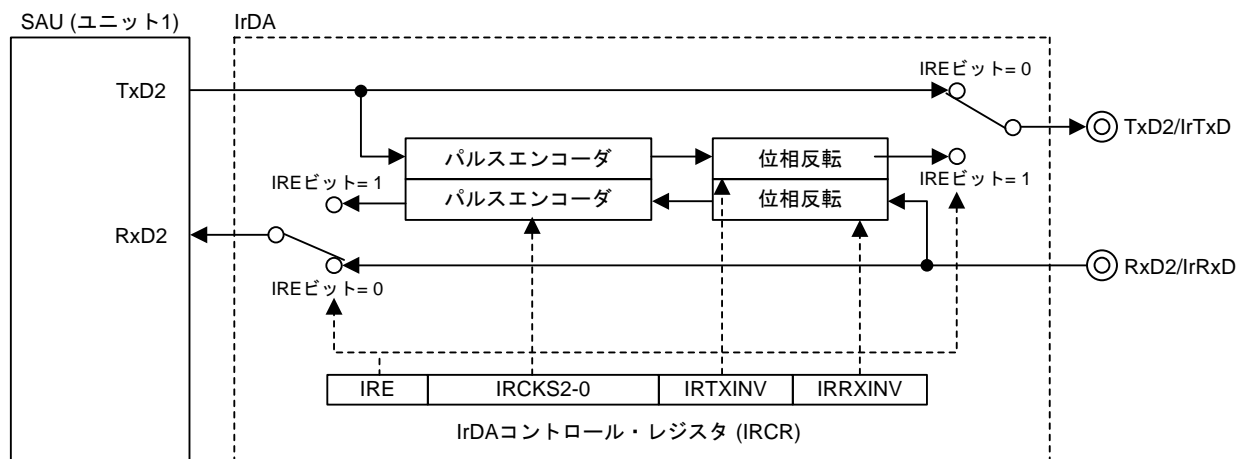 SAU (ユニット1)
IrDA
IREビット= 0
TxD2
TxD2/IrTxD
パルスエンコーダ
位相反転
IREビット= 1
パルスエンコーダ
位相反転
IREビット= 1
RxD2
RxD2/IrRxD
IREビット= 0
IRE
IRCKS2-0
IRTXINV
IRRXINV
IrDAコントロール・レジスタ (IRCR)